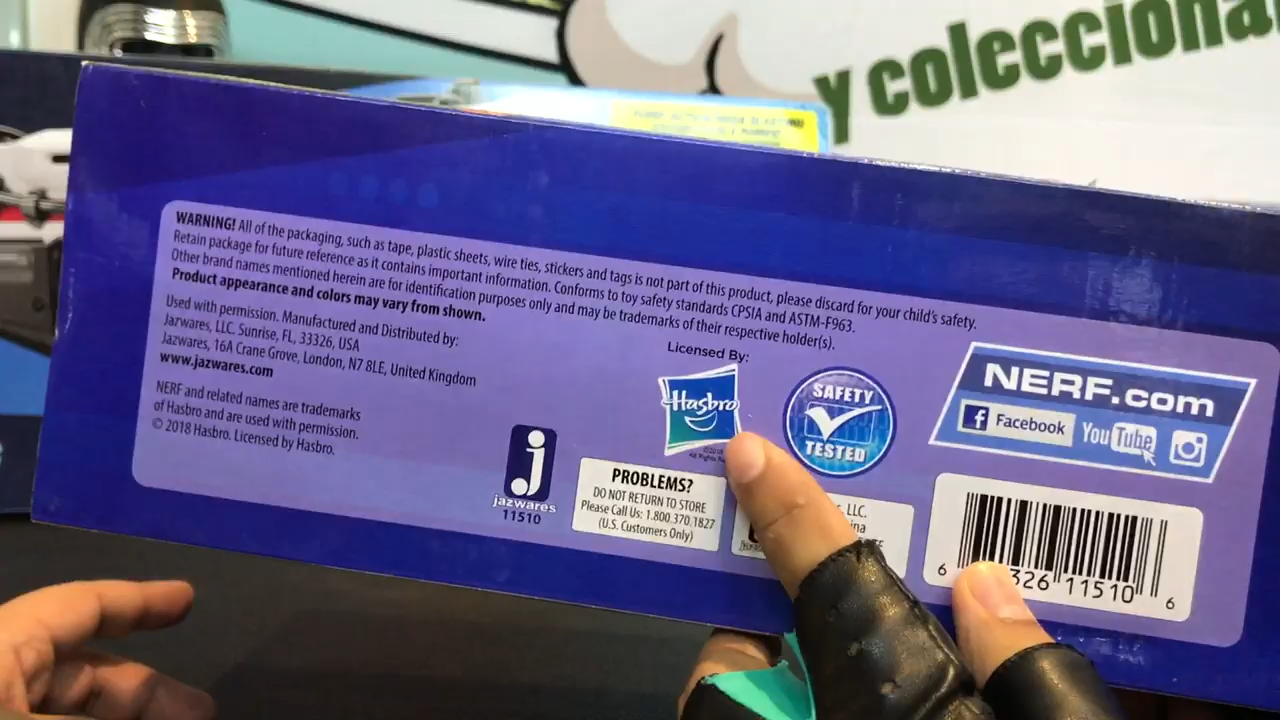 y colecciona
WARNING! All of the packaging, such as tape, plastic sheets, wire ties, stickers and tags is not part of this product, please discard for your child's safety.
Retain package for future reference as it contains important information. Conforms to toy safety standards CPSIA and ASTM-F963.
Other brand names mentioned herein are for identification purposes only and may be trademarks of their respective holder(s).
Product appearance and colors may vary from shown.
Used with permission. Manufactured and Distributed by:
Jazwares, LLC. Sunrise, FL, 33326, USA
Jazwares, 16A Crane Grove, London, N7 8LE, United Kingdom
www.jazwares.com
NERF and related names are trademarks
of Hasbro and are used with permission.
© 2018 Hasbro. Licensed by Hasbro.
j
jazwares
11510
Licensed By:
Hasbro
All Rights
PROBLEMS?
DO NOT RETURN TO STORE
Please Call Us: 1.800.370.1827
(U.S. Customers Only)
SAFETY
TESTED
LLC.
NERF.com
f Facebook
YouTube
6 326 11510 6